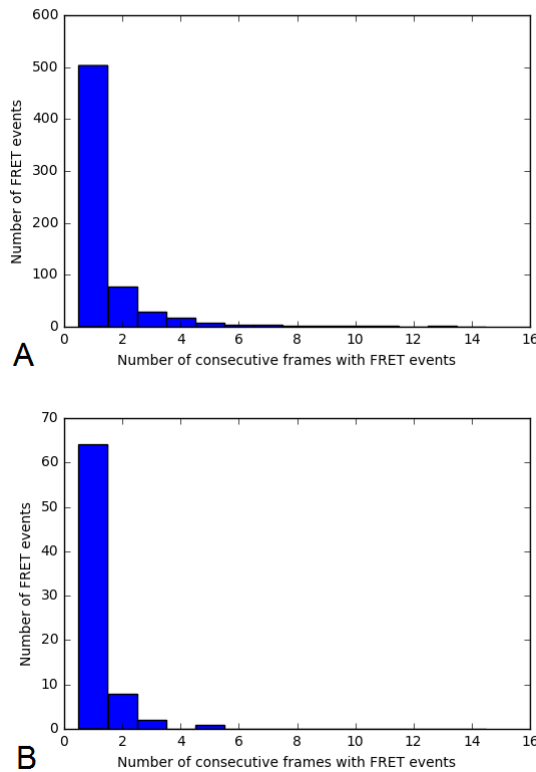 600
500
400
300
200
100
0
Number of FRET events
0 2 4 6 8 10 12 14 16
Number of consecutive frames with FRET events
A
70
60
50
40
30
20
10
0
Number of FRET events
0 2 4 6 8 10 12 14 16
Number of consecutive frames with FRET events
B